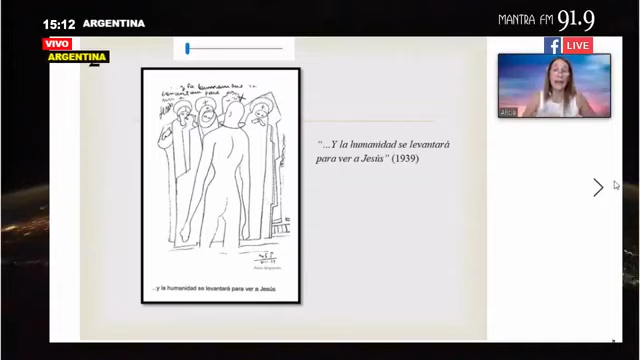 15:12 ARGENTINA
MANTRA FM 91.9
VIVO
ARGENTINA
f LIVE
Alicia
"...Y la humanidad se levantará
para ver a Jesús" (1939)
...y la humanidad se levantará para ver a Jesús